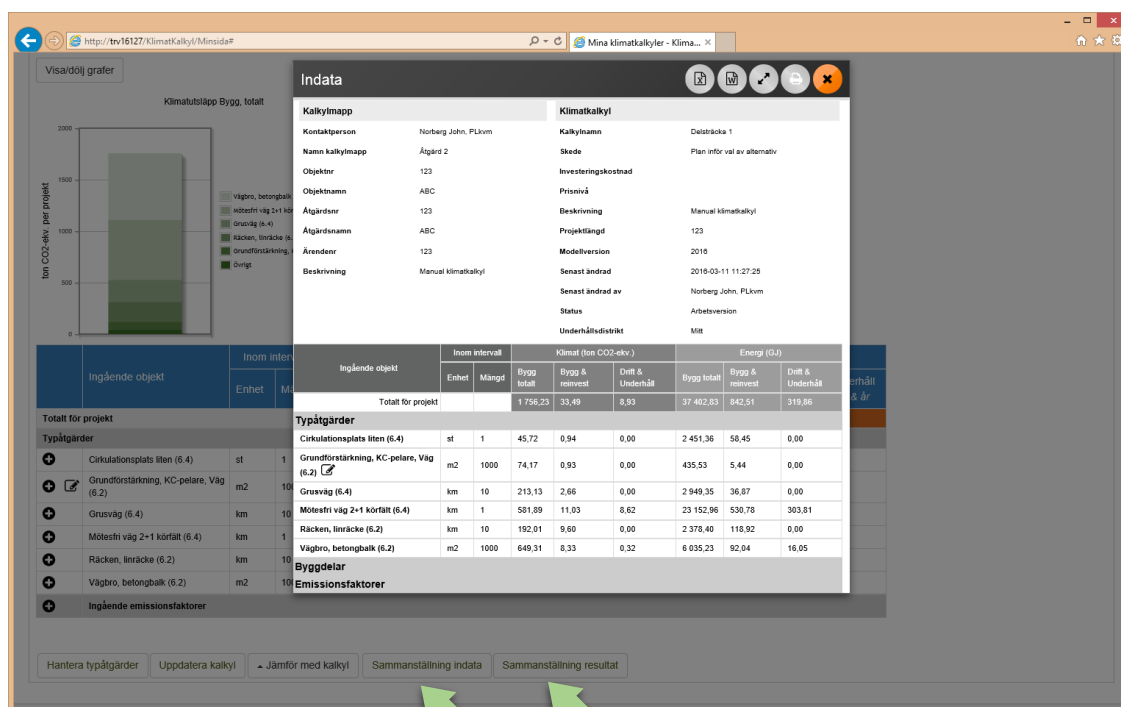 http://trv16127/KlimatKalkyl/Minsida#
Mina klimatkalkyler - Klima...
Visa/dölj grafer
Klimatutsläpp Bygg, totalt
ton CO2-ekv. per projekt
2000
1500
1000
500
0
Vägbro, betongbalk
Mötesfri väg 2+1 kör
Grusväg (6.4)
Räcken, linräcke (6.
Grundförstärkning,
Övrigt
Indata
Kalkylmapp
Kontaktperson Norberg John, PLkvm
Namn kalkylmapp Åtgärd 2
Objektnr 123
Objektnamn ABC
Åtgärdsnr 123
Åtgärdsnamn ABC
Ärendenr 123
Beskrivning Manual klimatkalkyl
Klimatkalkyl
Kalkylnamn Delsträcka 1
Skede Plan inför val av alternativ
Investeringskostnad
Prisnivå
Beskrivning Manual klimatkalkyl
Projektlängd 123
Modellversion 2016
Senast ändrad 2016-03-11 11:27:25
Senast ändrad av Norberg John, PLkvm
Status Arbetsversion
Underhållsdistrikt Mitt
Ingående objekt Inom intervall Klimat (ton CO2-ekv.) Energi (GJ)
Enhet Mängd Bygg totalt Bygg & reinvest Drift & Underhåll Bygg totalt Bygg & reinvest Drift & Underhåll
Totalt för projekt 1 756,23 33,49 8,93 37 402,83 842,51 319,86
Typåtgärder
Cirkulationsplats liten (6.4) st 1 45,72 0,94 0,00 2 451,36 58,45 0,00
Grundförstärkning, KC-pelare, Väg (6.2) m2 1000 74,17 0,93 0,00 435,53 5,44 0,00
Grusväg (6.4) km 10 213,13 2,66 0,00 2 949,35 36,87 0,00
Mötesfri väg 2+1 körfält (6.4) km 1 581,89 11,03 8,62 23 152,96 530,78 303,81
Räcken, linräcke (6.2) km 10 192,01 9,60 0,00 2 378,40 118,92 0,00
Vägbro, betongbalk (6.2) m2 1000 649,31 8,33 0,32 6 035,23 92,04 16,05
Byggdelar
Emissionsfaktorer
Ingående objekt Inom interv
Enhet Mä
erhåll
& år
Totalt för projekt
Typåtgärder
Cirkulationsplats liten (6.4) st 1
Grundförstärkning, KC-pelare, Väg (6.2) m2 100
Grusväg (6.4) km 10
Mötesfri väg 2+1 körfält (6.4) km 1
Räcken, linräcke (6.2) km 10
Vägbro, betongbalk (6.2) m2 100
Ingående emissionsfaktorer
Hantera typåtgärder Uppdatera kalkyl Jämför med kalkyl Sammanställning indata Sammanställning resultat